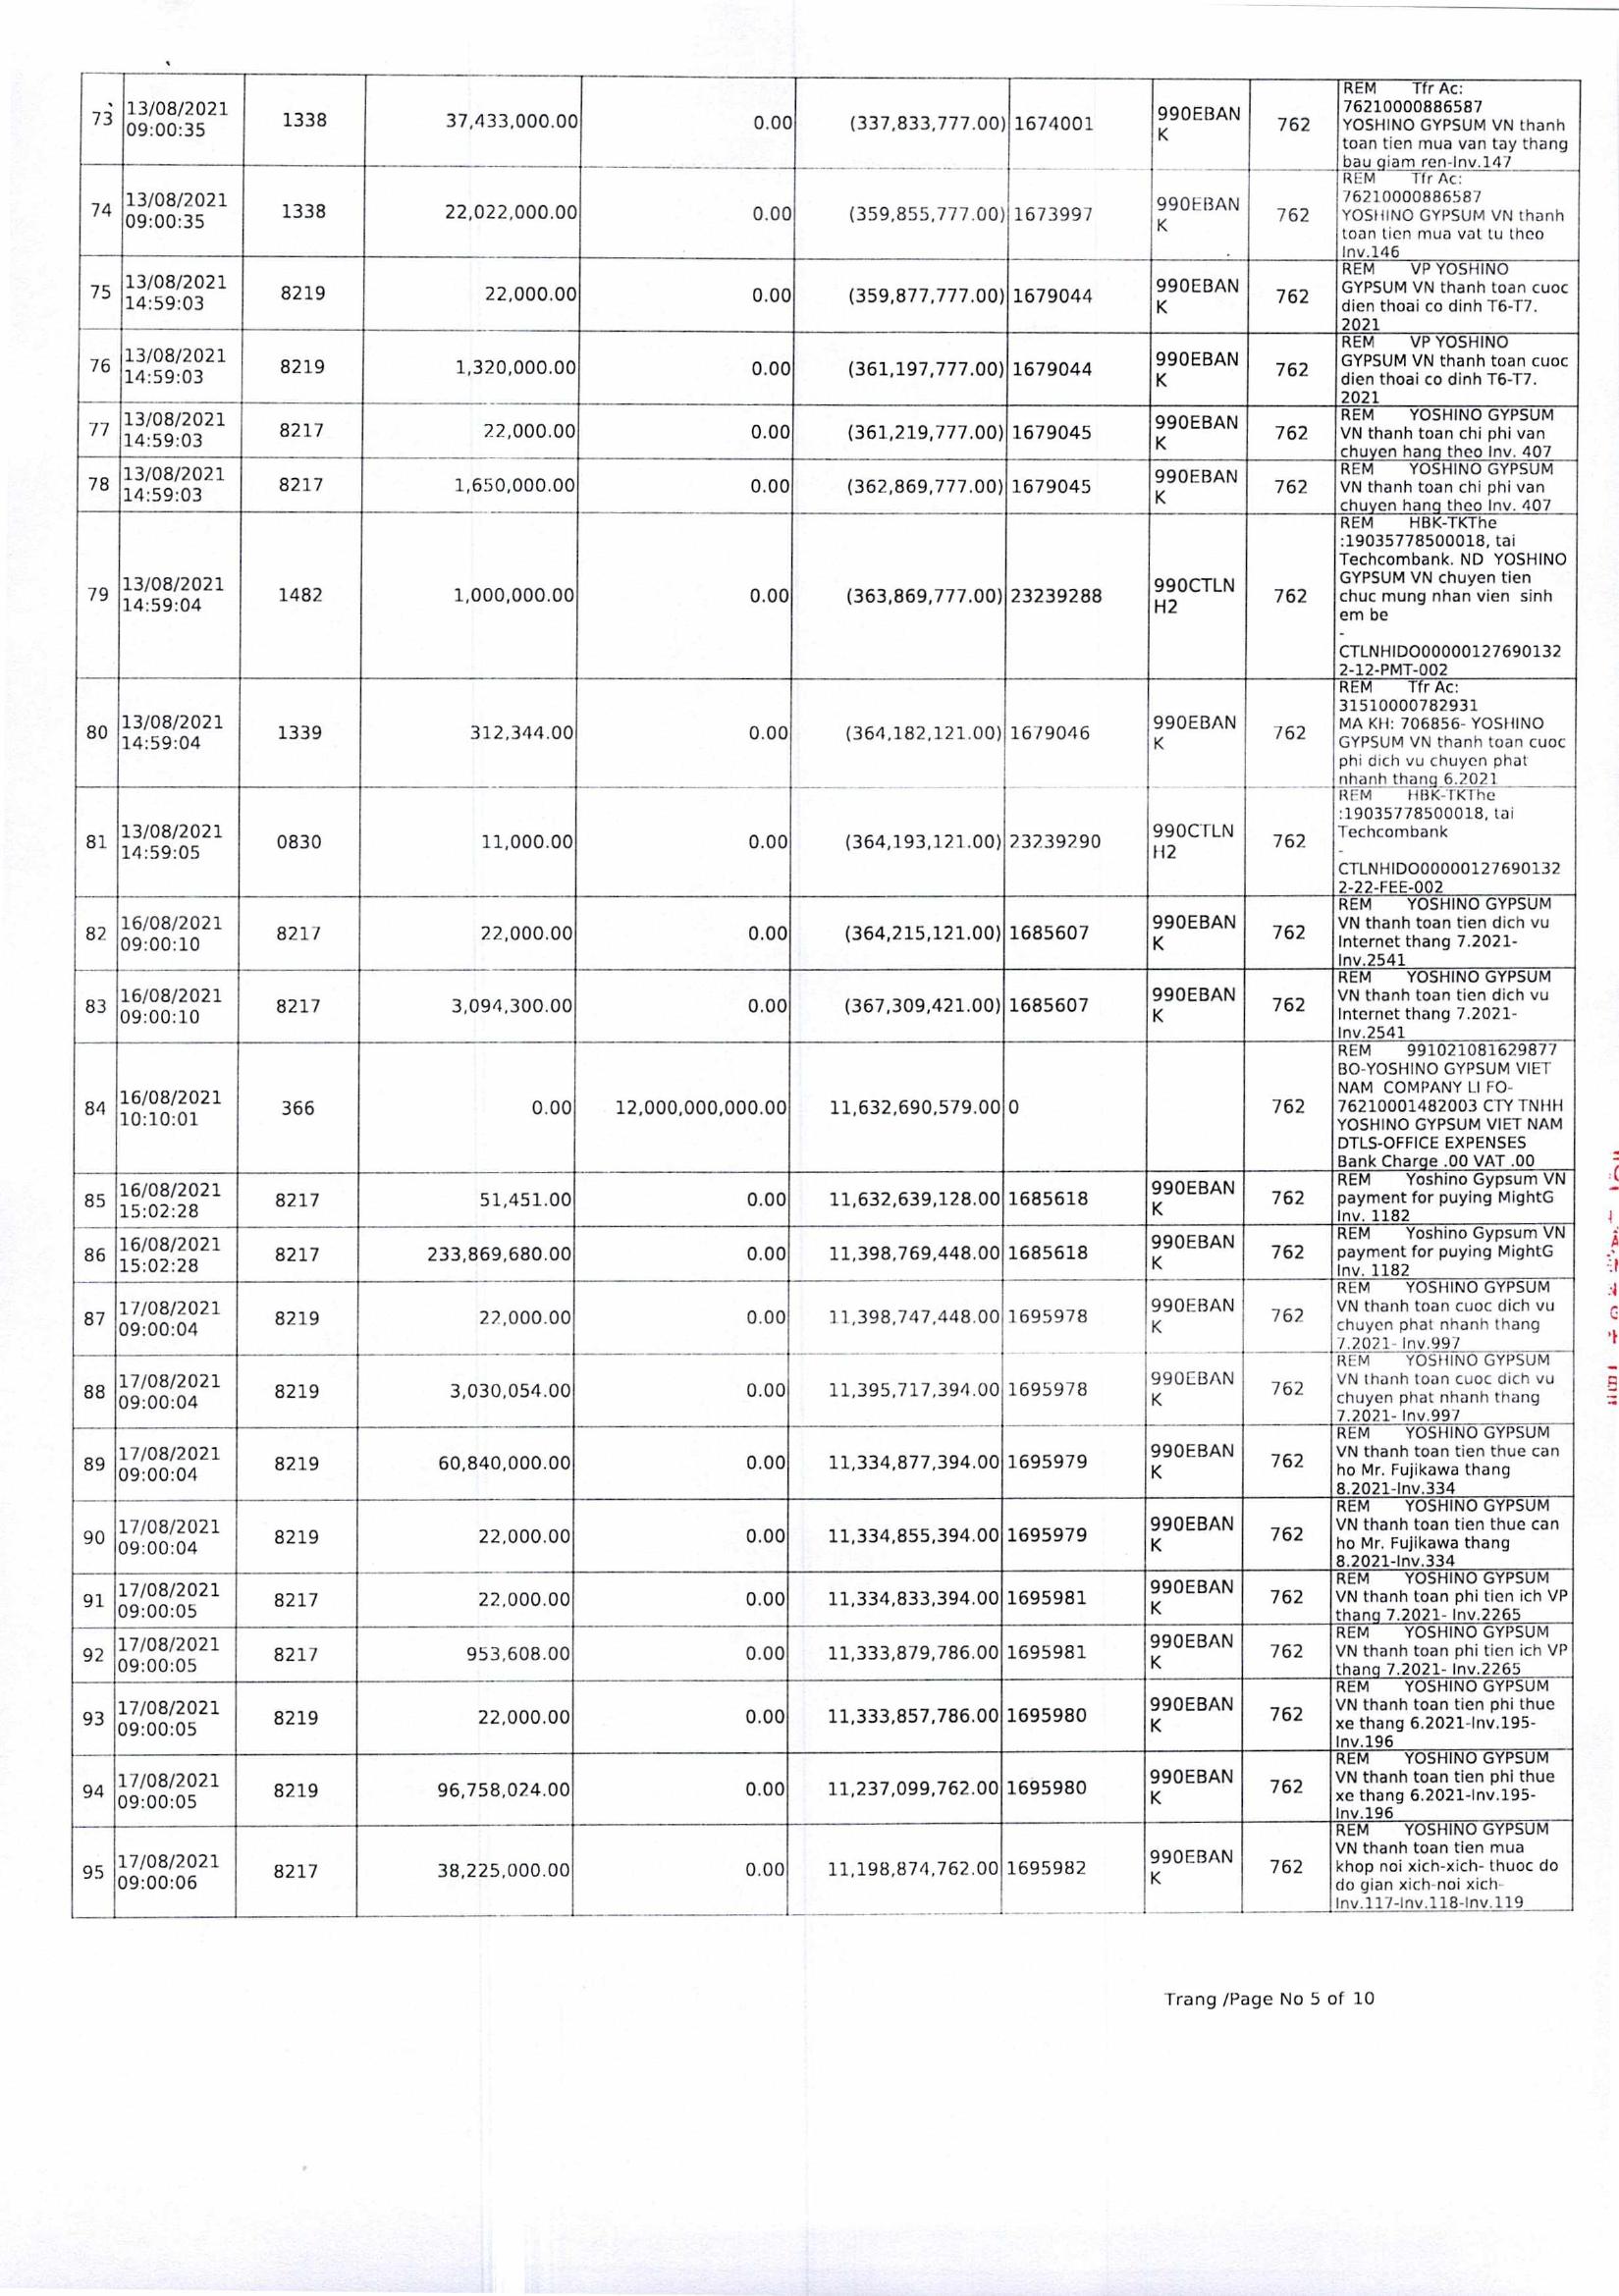 73 13/08/2021 09:00:35 1338 37,433,000.00 0.00 (337,833,777.00) 1674001 990EBAN K 762 REM Tfr Ac:
76210000886587
YOSHINO GYPSUM VN thanh
toan tien mua van tay thang
bau giam ren-Inv.147
74 13/08/2021 09:00:35 1338 22,022,000.00 0.00 (359,855,777.00) 1673997 990EBAN K 762 REM Tfr Ac:
76210000886587
YOSHINO GYPSUM VN thanh
toan tien mua vat tu theo
Inv.146
75 13/08/2021 14:59:03 8219 22,000.00 0.00 (359,877,777.00) 1679044 990EBAN K 762 REM VP YOSHINO
GYPSUM VN thanh toan cuoc
dien thoai co dinh T6-T7.
2021
76 13/08/2021 14:59:03 8219 1,320,000.00 0.00 (361,197,777.00) 1679044 990EBAN K 762 REM VP YOSHINO
GYPSUM VN thanh toan cuoc
dien thoai co dinh T6-T7.
2021
77 13/08/2021 14:59:03 8217 22,000.00 0.00 (361,219,777.00) 1679045 990EBAN K 762 REM YOSHINO GYPSUM
VN thanh toan chi phi van
chuyen hang theo Inv. 407
78 13/08/2021 14:59:03 8217 1,650,000.00 0.00 (362,869,777.00) 1679045 990EBAN K 762 REM YOSHINO GYPSUM
VN thanh toan chi phi van
chuyen hang theo Inv. 407
79 13/08/2021 14:59:04 1482 1,000,000.00 0.00 (363,869,777.00) 23239288 990CTLN H2 762 REM HBK-TKThe
:19035778500018, tai
Techcombank. ND YOSHINO
GYPSUM VN chuyen tien
chuc mung nhan vien sinh
em be
-
CTLNHIDO00000127690132
2-12-PMT-002
80 13/08/2021 14:59:04 1339 312,344.00 0.00 (364,182,121.00) 1679046 990EBAN K 762 REM Tfr Ac:
31510000782931
MA KH: 706856- YOSHINO
GYPSUM VN thanh toan cuoc
phi dich vu chuyen phat
nhanh thang 6.2021
81 13/08/2021 14:59:05 0830 11,000.00 0.00 (364,193,121.00) 23239290 990CTLN H2 762 REM HBK-TKThe
:19035778500018, tai
Techcombank
-
CTLNHIDO00000127690132
2-22-FEE-002
82 16/08/2021 09:00:10 8217 22,000.00 0.00 (364,215,121.00) 1685607 990EBAN K 762 REM YOSHINO GYPSUM
VN thanh toan tien dich vu
Internet thang 7.2021-
Inv.2541
83 16/08/2021 09:00:10 8217 3,094,300.00 0.00 (367,309,421.00) 1685607 990EBAN K 762 REM YOSHINO GYPSUM
VN thanh toan tien dich vu
Internet thang 7.2021-
Inv.2541
84 16/08/2021 10:10:01 366 0.00 12,000,000,000.00 11,632,690,579.00 0 762 REM 991021081629877
BO-YOSHINO GYPSUM VIET
NAM COMPANY LI FO-
76210001482003 CTY TNHH
YOSHINO GYPSUM VIET NAM
DTLS-OFFICE EXPENSES
Bank Charge .00 VAT .00
85 16/08/2021 15:02:28 8217 51,451.00 0.00 11,632,639,128.00 1685618 990EBAN K 762 REM Yoshino Gypsum VN
payment for puying MightG
Inv. 1182
86 16/08/2021 15:02:28 8217 233,869,680.00 0.00 11,398,769,448.00 1685618 990EBAN K 762 REM Yoshino Gypsum VN
payment for puying MightG
Inv. 1182
87 17/08/2021 09:00:04 8219 22,000.00 0.00 11,398,747,448.00 1695978 990EBAN K 762 REM YOSHINO GYPSUM
VN thanh toan cuoc dich vu
chuyen phat nhanh thang
7.2021- Inv.997
88 17/08/2021 09:00:04 8219 3,030,054.00 0.00 11,395,717,394.00 1695978 990EBAN K 762 REM YOSHINO GYPSUM
VN thanh toan cuoc dich vu
chuyen phat nhanh thang
7.2021- Inv.997
89 17/08/2021 09:00:04 8219 60,840,000.00 0.00 11,334,877,394.00 1695979 990EBAN K 762 REM YOSHINO GYPSUM
VN thanh toan tien thue can
ho Mr. Fujikawa thang
8.2021-Inv.334
90 17/08/2021 09:00:04 8219 22,000.00 0.00 11,334,855,394.00 1695979 990EBAN K 762 REM YOSHINO GYPSUM
VN thanh toan tien thue can
ho Mr. Fujikawa thang
8.2021-Inv.334
91 17/08/2021 09:00:05 8217 22,000.00 0.00 11,334,833,394.00 1695981 990EBAN K 762 REM YOSHINO GYPSUM
VN thanh toan phi tien ich VP
thang 7.2021- Inv.2265
92 17/08/2021 09:00:05 8217 953,608.00 0.00 11,333,879,786.00 1695981 990EBAN K 762 REM YOSHINO GYPSUM
VN thanh toan phi tien ich VP
thang 7.2021- Inv.2265
93 17/08/2021 09:00:05 8219 22,000.00 0.00 11,333,857,786.00 1695980 990EBAN K 762 REM YOSHINO GYPSUM
VN thanh toan tien phi thue
xe thang 6.2021-Inv.195-
Inv.196
94 17/08/2021 09:00:05 8219 96,758,024.00 0.00 11,237,099,762.00 1695980 990EBAN K 762 REM YOSHINO GYPSUM
VN thanh toan tien phi thue
xe thang 6.2021-Inv.195-
Inv.196
95 17/08/2021 09:00:06 8217 38,225,000.00 0.00 11,198,874,762.00 1695982 990EBAN K 762 REM YOSHINO GYPSUM
VN thanh toan tien mua
khop noi xich-xich- thuoc do
do gian xich-noi xich-
Inv.117-Inv.118-Inv.119
Trang /Page No 5 of 10